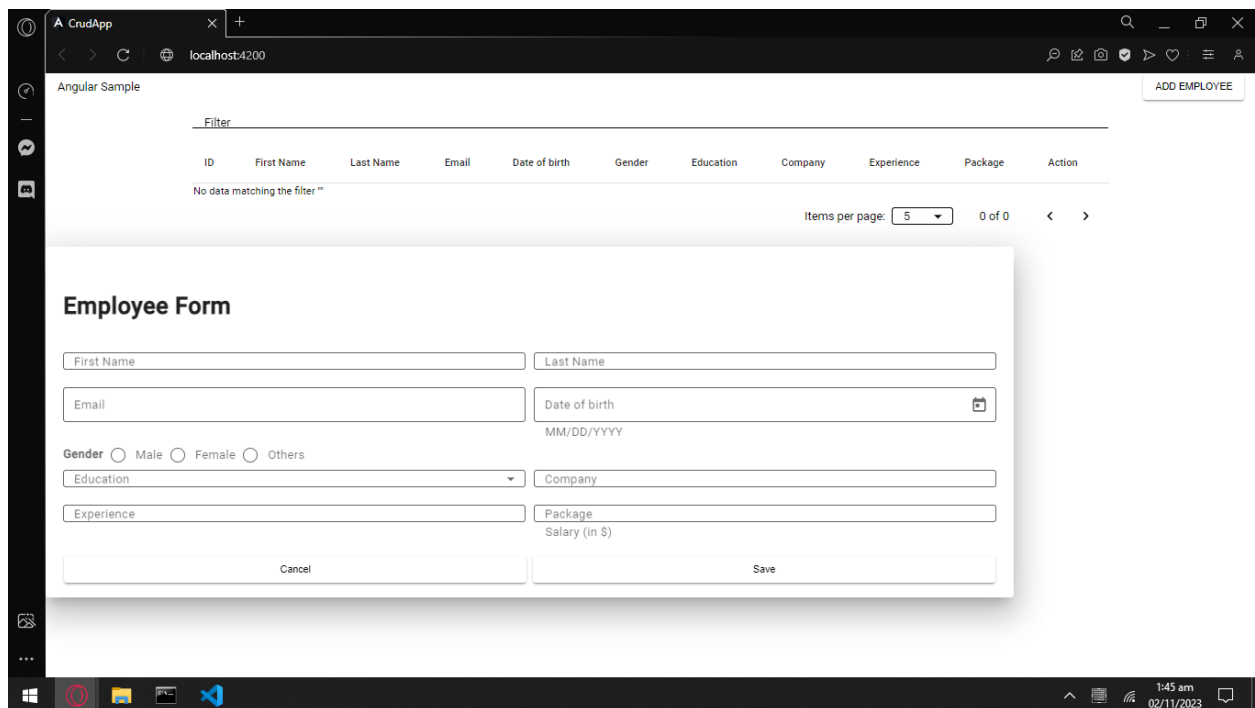 CrudApp
localhost:4200
Angular Sample
ADD EMPLOYEE
Filter
ID First Name Last Name Email Date of birth Gender Education Company Experience Package Action
No data matching the filter ""
Items per page: 5 0 of 0
Employee Form
First Name Last Name
Email Date of birth
MM/DD/YYYY
Gender Male Female Others
Education Company
Experience Package
Salary (in $)
Cancel Save
1:45 am
02/11/2023